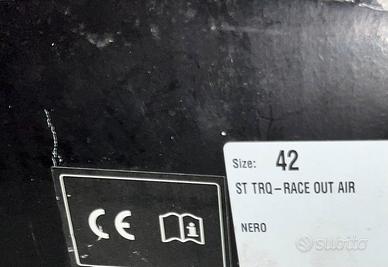 Size: 42
ST TRQ-RACE OUT AIR
NERO
CE
i
subito